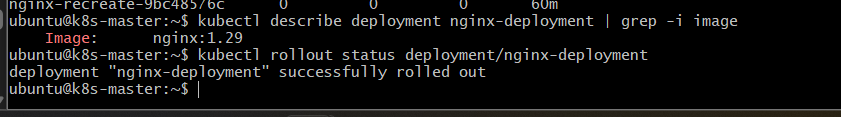 nginx-recreate-9bc48576c     0         0         0       60m
ubuntu@k8s-master:~$ kubectl describe deployment nginx-deployment | grep -i image
    Image:        nginx:1.29
ubuntu@k8s-master:~$ kubectl rollout status deployment/nginx-deployment
deployment "nginx-deployment" successfully rolled out
ubuntu@k8s-master:~$